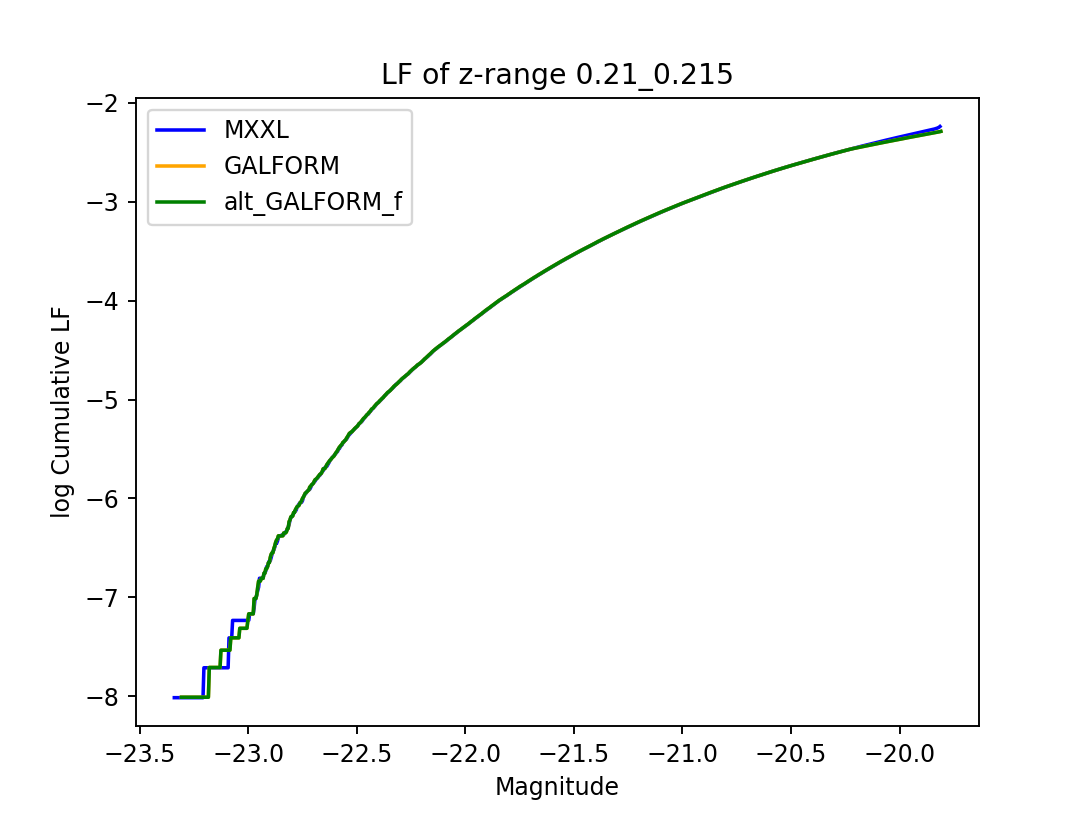 LF of z-range 0.21_0.215
MXXL
GALFORM
alt_GALFORM_f
log Cumulative LF
−2
−3
−4
−5
−6
−7
−8
−23.5 −23.0 −22.5 −22.0 −21.5 −21.0 −20.5 −20.0
Magnitude